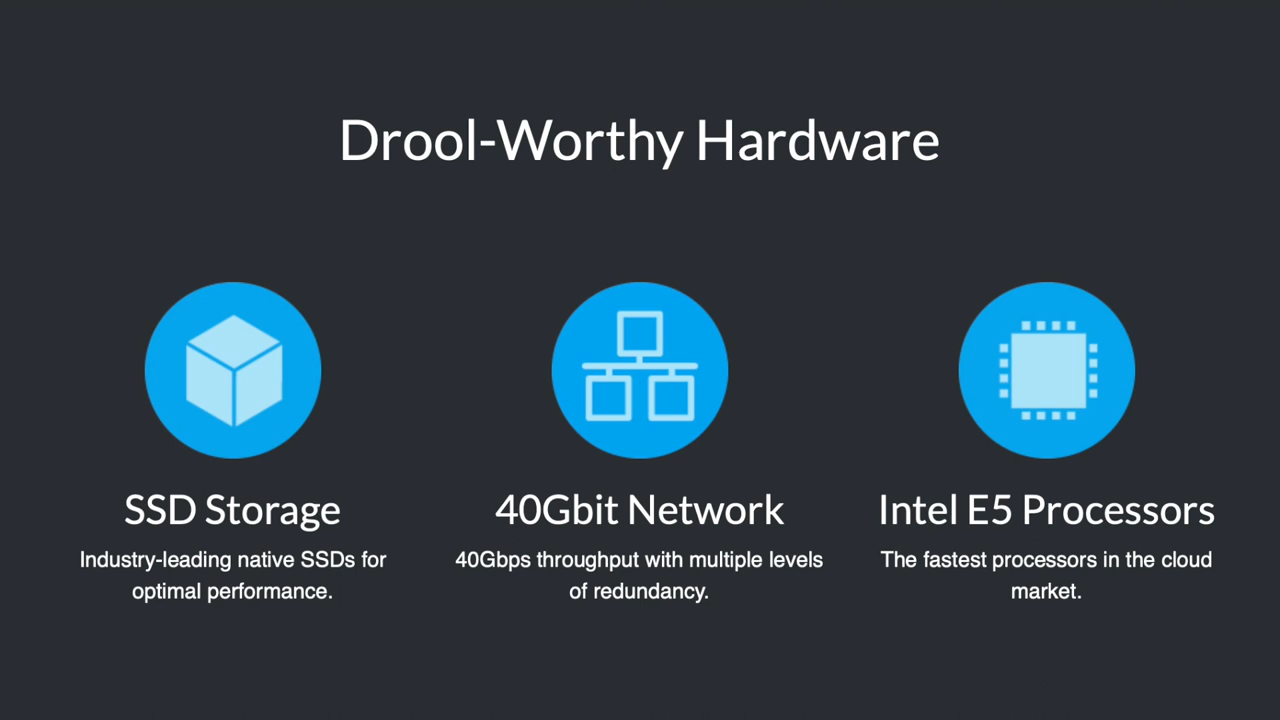 Drool-Worthy Hardware
SSD Storage
Industry-leading native SSDs for
optimal performance.
40Gbit Network
40Gbps throughput with multiple levels
of redundancy.
Intel E5 Processors
The fastest processors in the cloud
market.